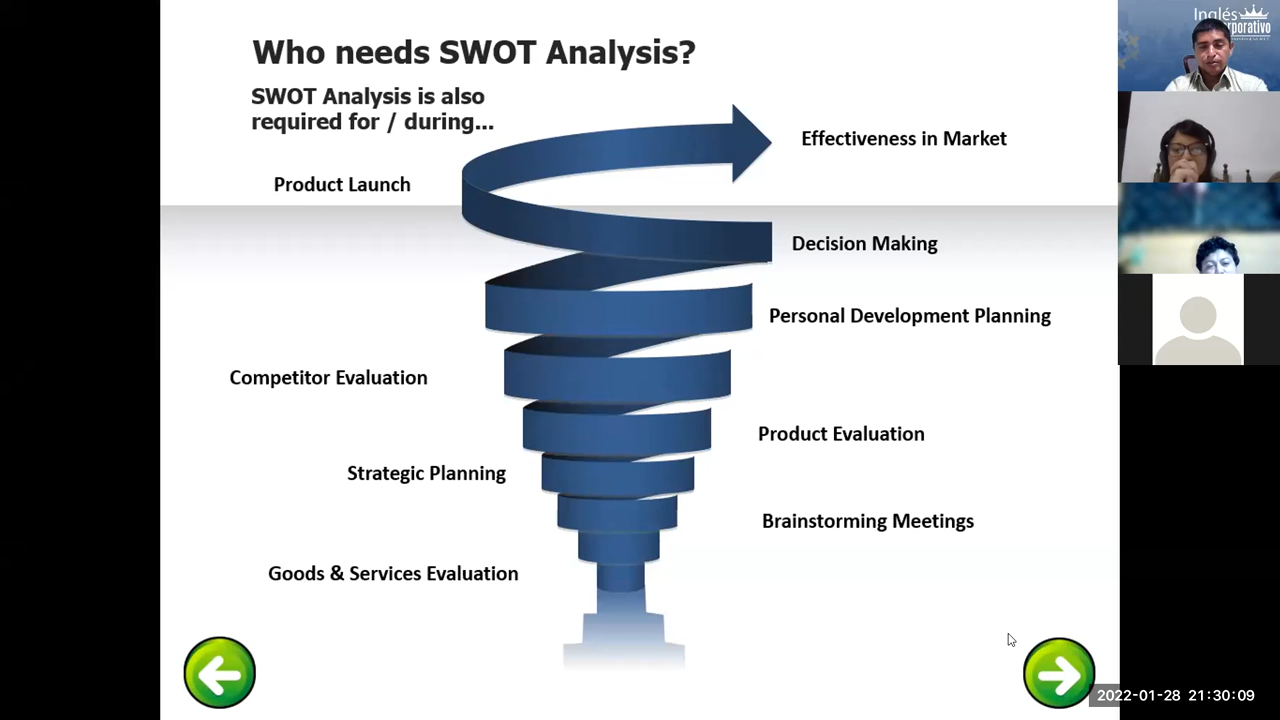 Who needs SWOT Analysis?
SWOT Analysis is also
required for / during...
Effectiveness in Market
Product Launch
Decision Making
Personal Development Planning
Competitor Evaluation
Product Evaluation
Strategic Planning
Brainstorming Meetings
Goods & Services Evaluation
Inglés
2022-01-28 21:30:09